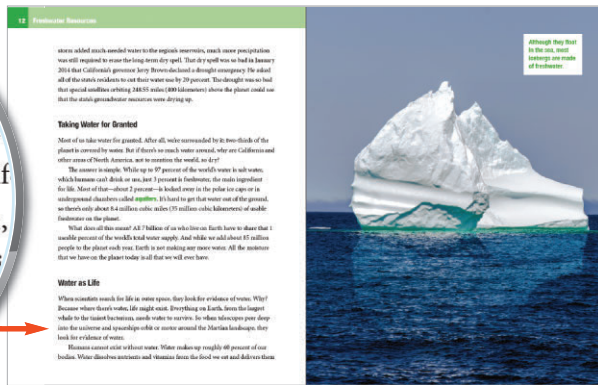 12 Freshwater Resources
storms added much-needed water to the region's reservoirs, much more precipitation
was still required to erase the long-term dry spell. That dry spell was so bad in January
2014 that California's governor Jerry Brown declared a drought emergency. He asked
all of the state's residents to cut their water use by 20 percent. The drought was so bad
that special satellites orbiting 248.55 miles (400 kilometers) above the planet could see
that the state's groundwater resources were drying up.
Taking Water for Granted
Most of us take water for granted. After all, we're surrounded by it: two-thirds of the
planet is covered by water. But if there's so much water around, why are California and
other areas of North America, not to mention the world, so dry?
The answer is simple. While up to 97 percent of the world's water is salt water,
which humans can't drink or use, just 3 percent is freshwater, the main ingredient
for life. Most of that—about 2 percent—is locked away in the polar ice caps or in
underground chambers called aquifers. It's hard to get that water out of the ground,
so there's only about 8.4 million cubic miles (35 million cubic kilometers) of usable
freshwater on the planet.
What does all this mean? All 7 billion of us who live on Earth have to share that 1
useable percent of the world's total water supply. And while we add about 85 million
people to the planet each year, Earth is not making any more water. All the moisture
that we have on the planet today is all that we will ever have.
Water as Life
When scientists search for life in outer space, they look for evidence of water. Why?
Because where there's water, life might exist. Everything on Earth, from the largest
whale to the tiniest bacterium, needs water to survive. So when telescopes peer deep
into the universe and spaceships orbit or motor around the Martian landscape, they
look for evidence of water.
Humans cannot exist without water. Water makes up roughly 60 percent of our
bodies. Water dissolves nutrients and vitamins from the food we eat and delivers them
Although they float
in the sea, most
icebergs are made
of freshwater.